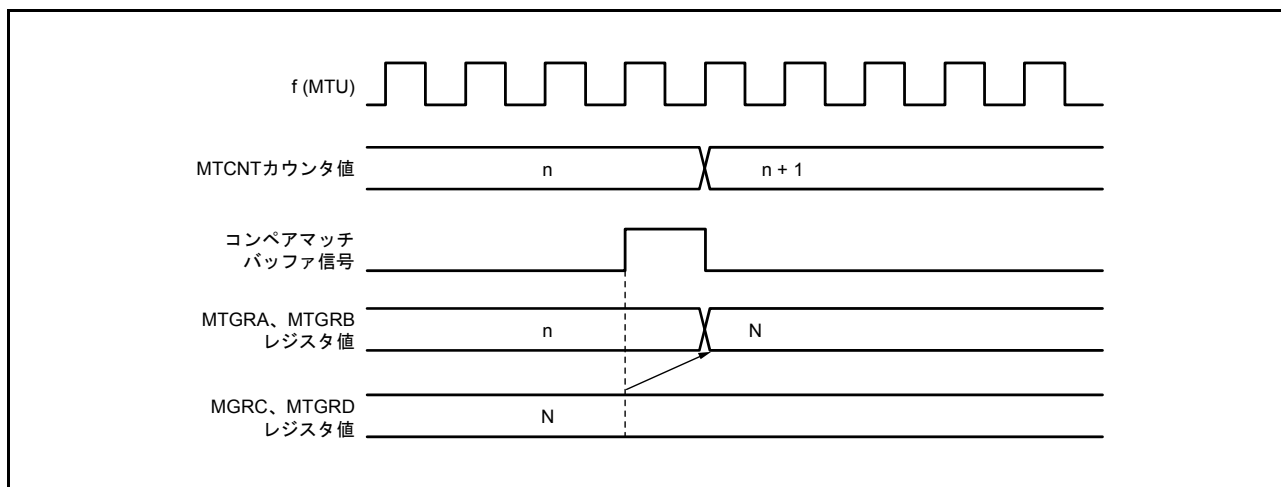 f (MTU)
MTCNTカウンタ値
n
n + 1
コンペアマッチ
バッファ信号
MTGRA、MTGRB
レジスタ値
n
N
MGRC、MTGRD
レジスタ値
N